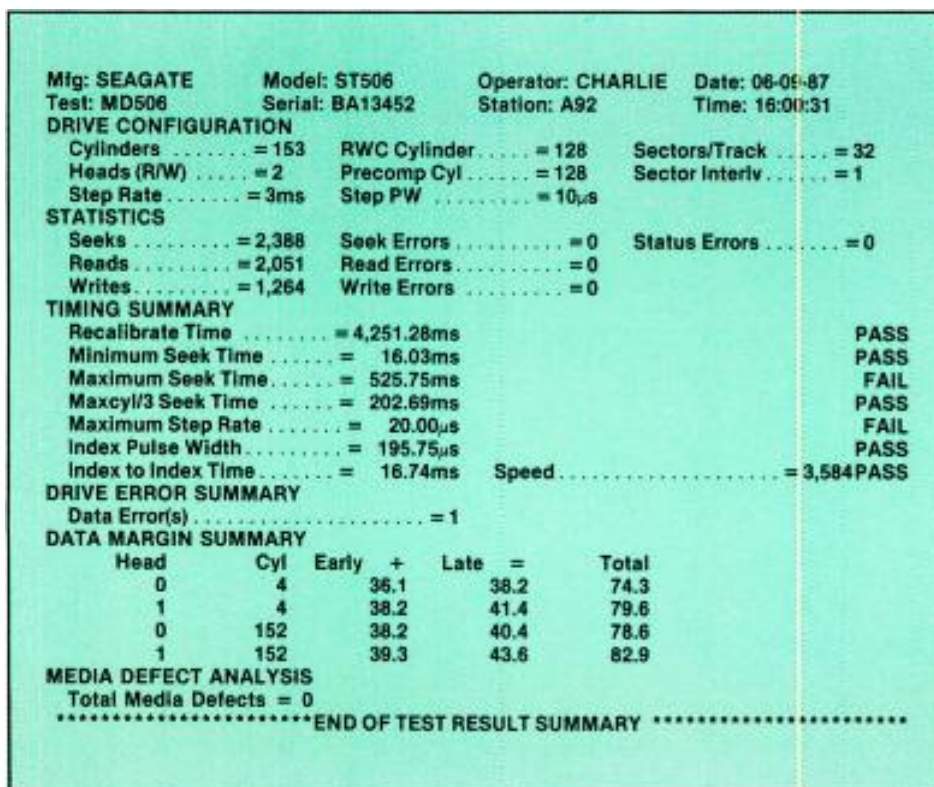 Mfg: SEAGATE Model: ST506 Operator: CHARLIE Date: 06-09-87
Test: MD506 Serial: BA13452 Station: A92 Time: 16:00:31
DRIVE CONFIGURATION
Cylinders ....... = 153 RWC Cylinder..... = 128 Sectors/Track ..... = 32
Heads (R/W) ..... = 2 Precomp Cyl ...... = 128 Sector Interlv ..... = 1
Step Rate ....... = 3ms Step PW ......... = 10µs
STATISTICS
Seeks ......... = 2,388 Seek Errors .......... = 0 Status Errors ....... = 0
Reads ......... = 2,051 Read Errors .......... = 0
Writes ......... = 1,264 Write Errors ......... = 0
TIMING SUMMARY
Recalibrate Time ........ = 4,251.28ms PASS
Minimum Seek Time ...... = 16.03ms PASS
Maximum Seek Time ...... = 525.75ms FAIL
Maxcyl/3 Seek Time ..... = 202.69ms PASS
Maximum Step Rate ....... = 20.00µs FAIL
Index Pulse Width ......... = 195.75µs PASS
Index to Index Time ....... = 16.74ms Speed .................... = 3,584 PASS
DRIVE ERROR SUMMARY
Data Error(s) ...................... = 1
DATA MARGIN SUMMARY
Head Cyl Early + Late = Total
0 4 36.1 38.2 74.3
1 4 38.2 41.4 79.6
0 152 38.2 40.4 78.6
1 152 39.3 43.6 82.9
MEDIA DEFECT ANALYSIS
Total Media Defects = 0
***********************END OF TEST RESULT SUMMARY ***********************